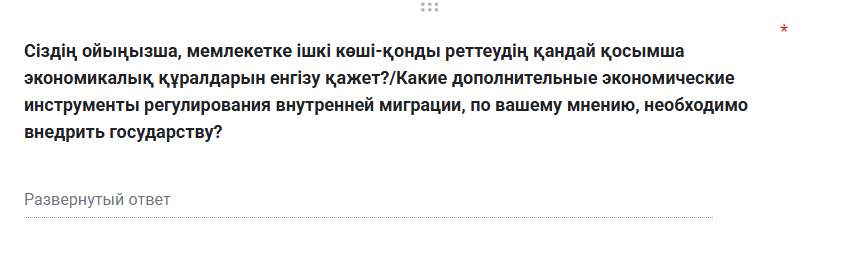 *
Сіздің ойыңызша, мемлекетке ішкі көші-қонды реттеудің қандай қосымша
экономикалық құралдарын енгізу қажет?/Какие дополнительные экономические
инструменты регулирования внутренней миграции, по вашему мнению, необходимо
внедрить государству?
Развернутый ответ